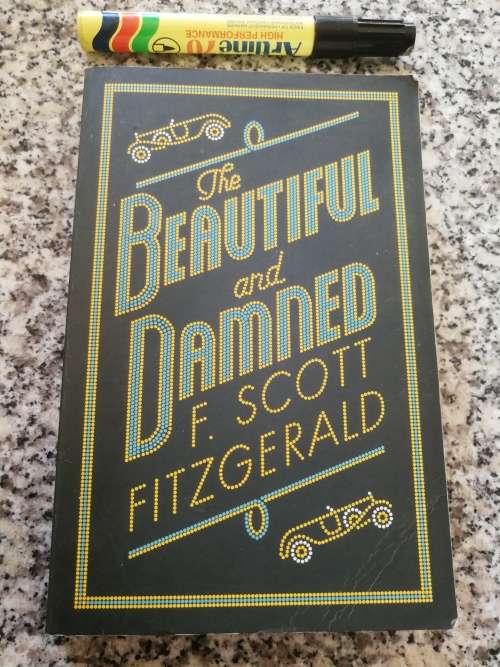 Artline 70
HIGH PERFORMANCE
The
BEAUTIFUL
and
DAMNED
F. SCOTT
FITZGERALD